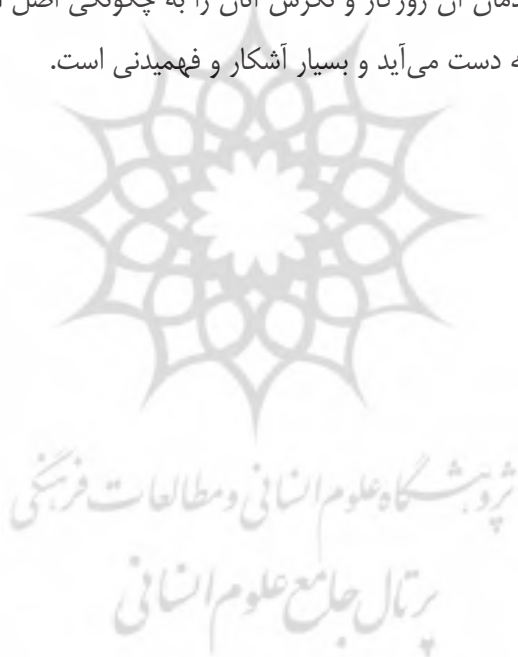 دمان آن روزگار و نگرش آنان را به چگونگی اصل
ه دست می‌آید و بسیار آشکار و فهمیدنی است.
پژوهشگاه علوم انسانی و مطالعات فرهنگی
پرتال جامع علوم انسانی